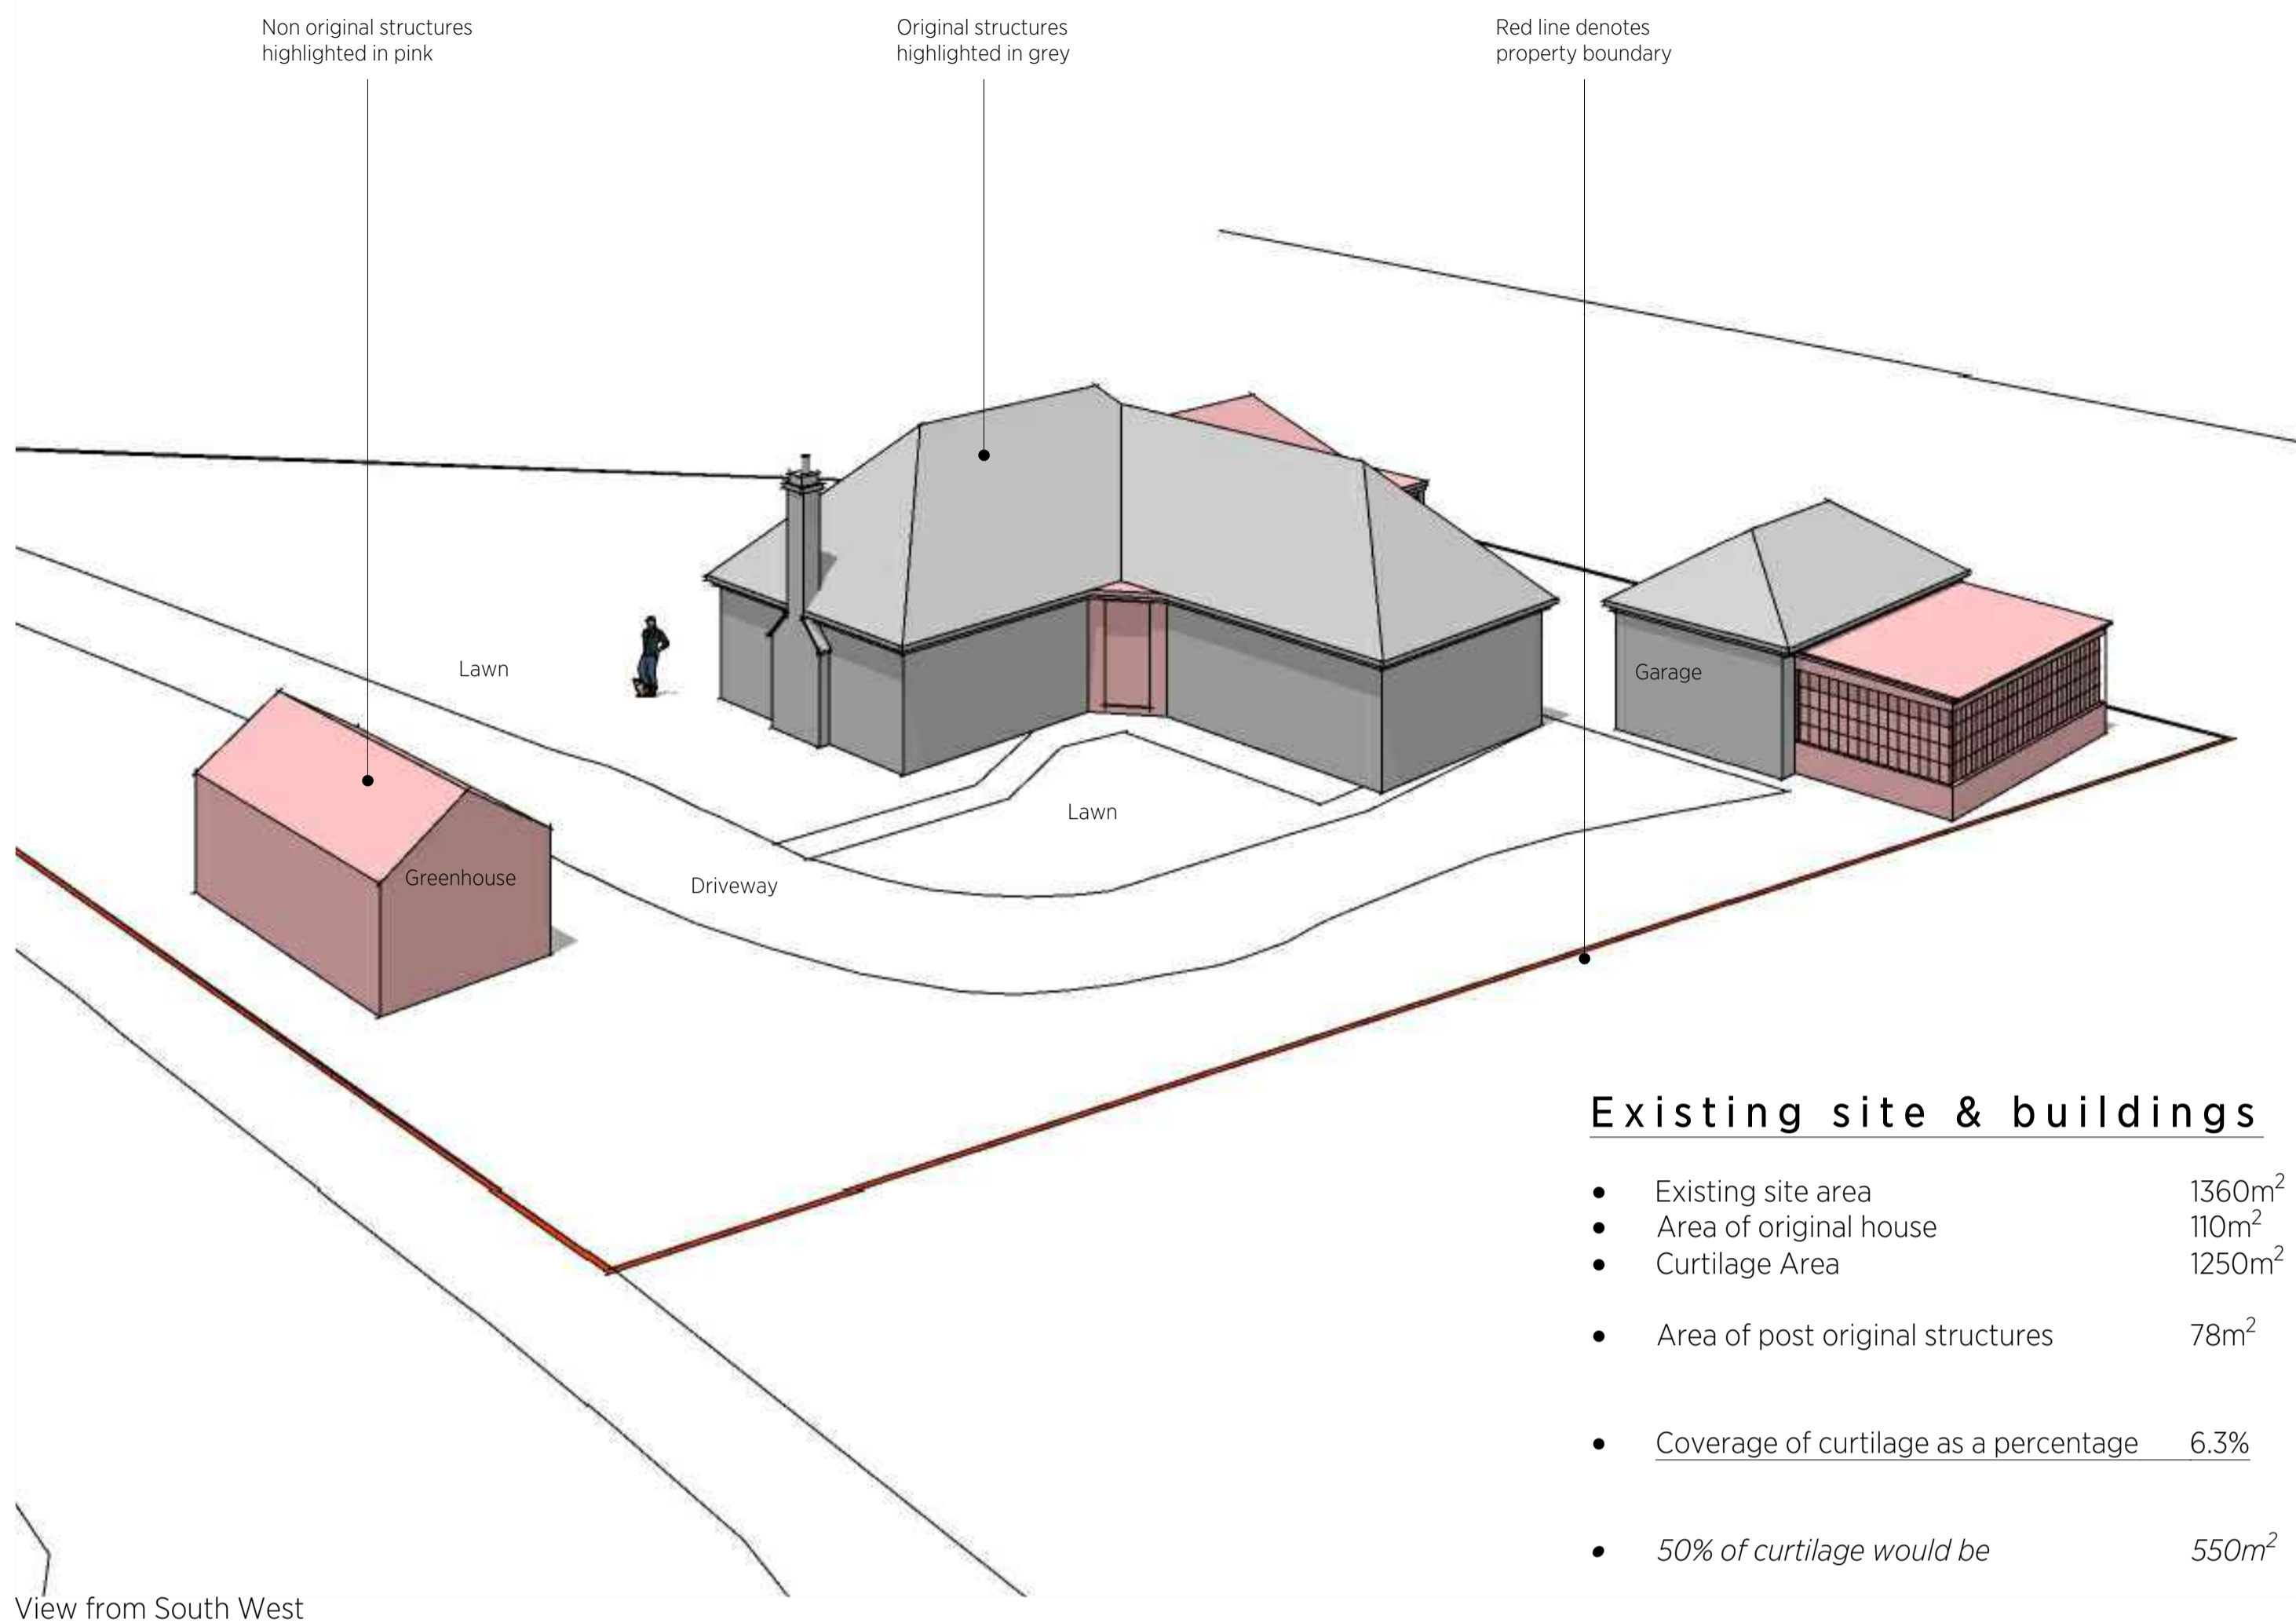 Non original structures
highlighted in pink
Original structures
highlighted in grey
Red line denotes
property boundary
Lawn
Garage
Lawn
Greenhouse
Driveway
Existing site & buildings
• Existing site area 1360m²
• Area of original house 110m²
• Curtilage Area 1250m²
• Area of post original structures 78m²
• Coverage of curtilage as a percentage 6.3%
• 50% of curtilage would be 550m²
View from South West